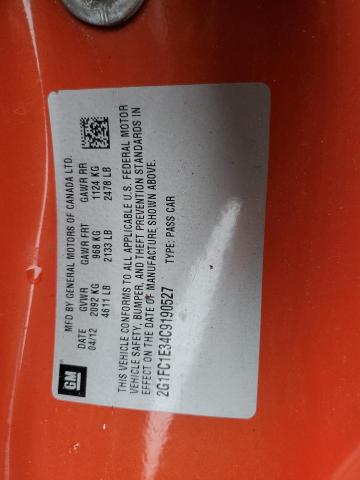 GM
MFD BY GENERAL MOTORS OF CANADA LTD.
DATE GVWR GAWR FRT GAWR RR
04/12 2092 KG 968 KG 1124 KG
4611 LB 2133 LB 2478 LB
THIS VEHICLE CONFORMS TO ALL APPLICABLE U.S. FEDERAL MOTOR
VEHICLE SAFETY, BUMPER, AND THEFT PREVENTION STANDARDS IN
EFFECT ON THE DATE OF MANUFACTURE SHOWN ABOVE.
2G1FC1E34C9190527 TYPE: PASS CAR